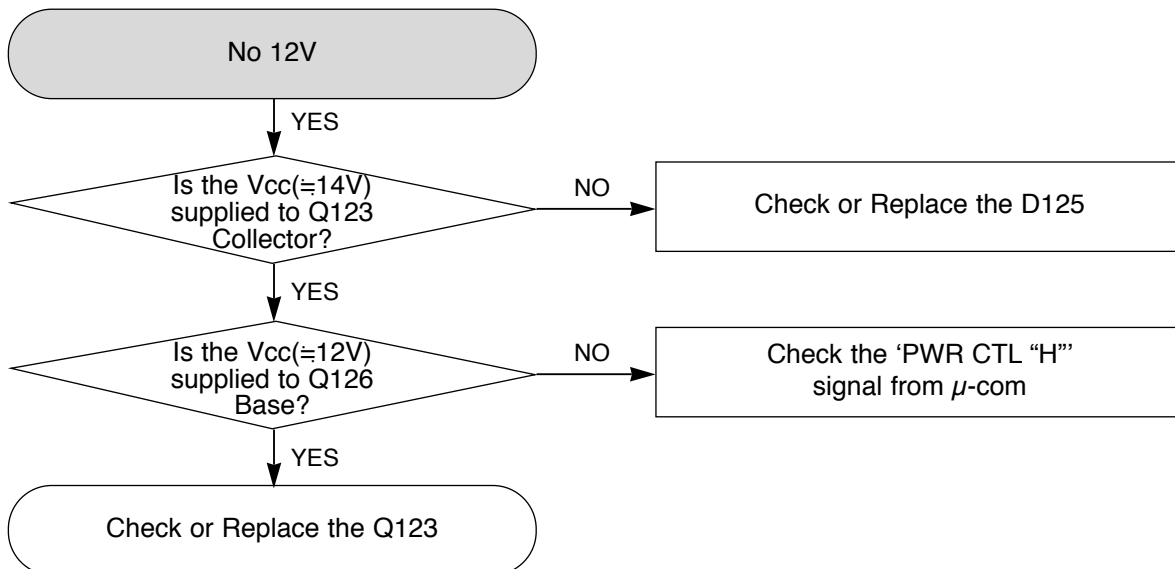 No 12V
YES
Is the Vcc(≒14V)
supplied to Q123
Collector?
NO
Check or Replace the D125
YES
Is the Vcc(≒12V)
supplied to Q126
Base?
NO
Check the ‘PWR CTL “H”’
signal from µ-com
YES
Check or Replace the Q123